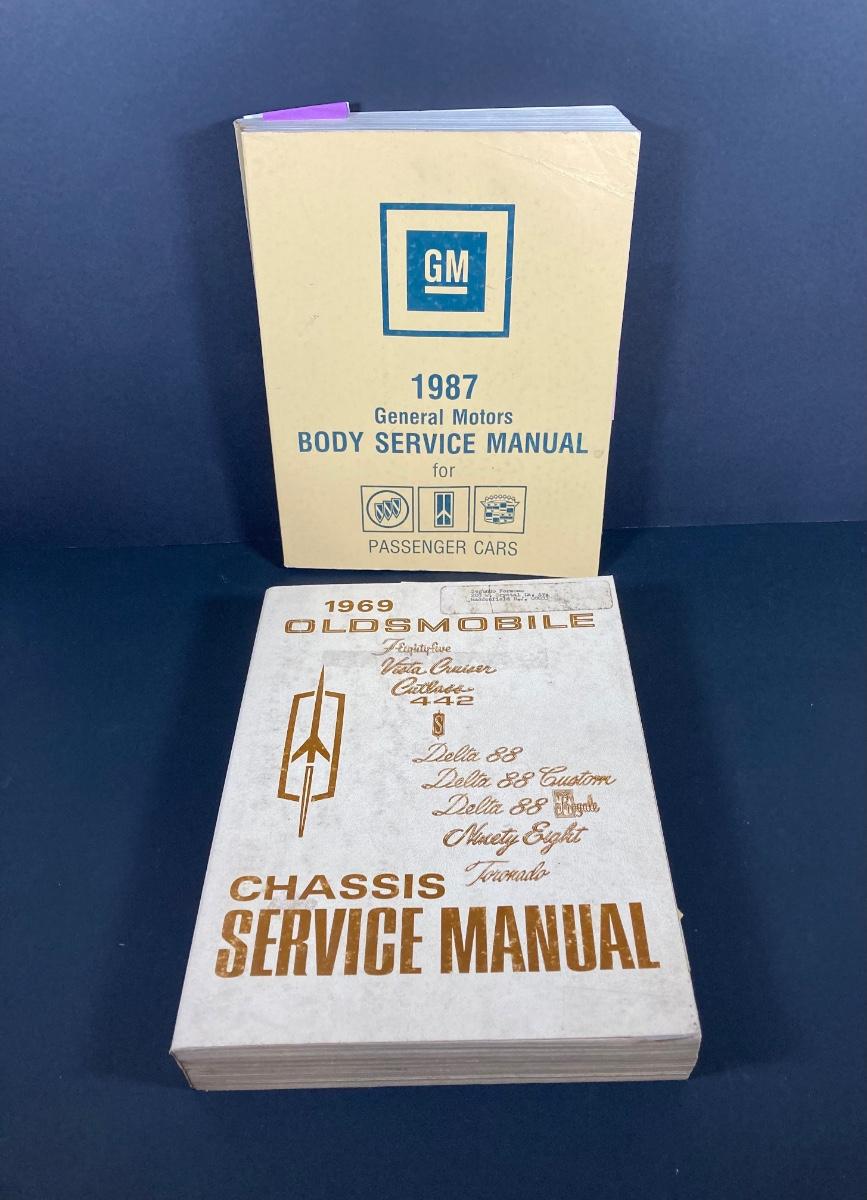 GM
1987
General Motors
BODY SERVICE MANUAL
for
PASSENGER CARS
1969
OLDSMOBILE
F-Eighty-five
Vista Cruiser
Cutlass
442
S
Delta 88
Delta 88 Custom
Delta 88 Royale
Ninety Eight
Toronado
CHASSIS
SERVICE MANUAL